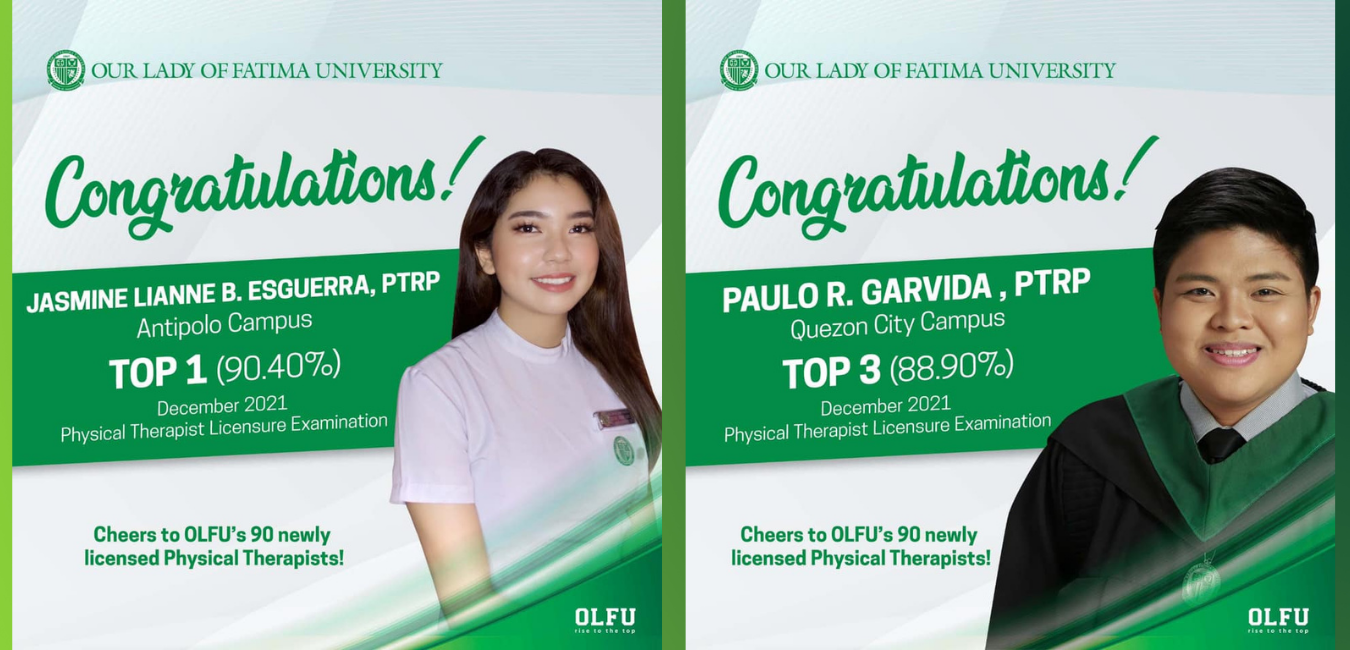 OUR LADY OF FATIMA UNIVERSITY
Congratulations!
JASMINE LIANNE B. ESGUERRA, PTRP
Antipolo Campus
TOP 1 (90.40%)
December 2021
Physical Therapist Licensure Examination
Cheers to OLFU's 90 newly
licensed Physical Therapists!
OLFU
rise to the top
OUR LADY OF FATIMA UNIVERSITY
Congratulations!
PAULO R. GARVIDA , PTRP
Quezon City Campus
TOP 3 (88.90%)
December 2021
Physical Therapist Licensure Examination
Cheers to OLFU's 90 newly
licensed Physical Therapists!
OLFU
rise to the top